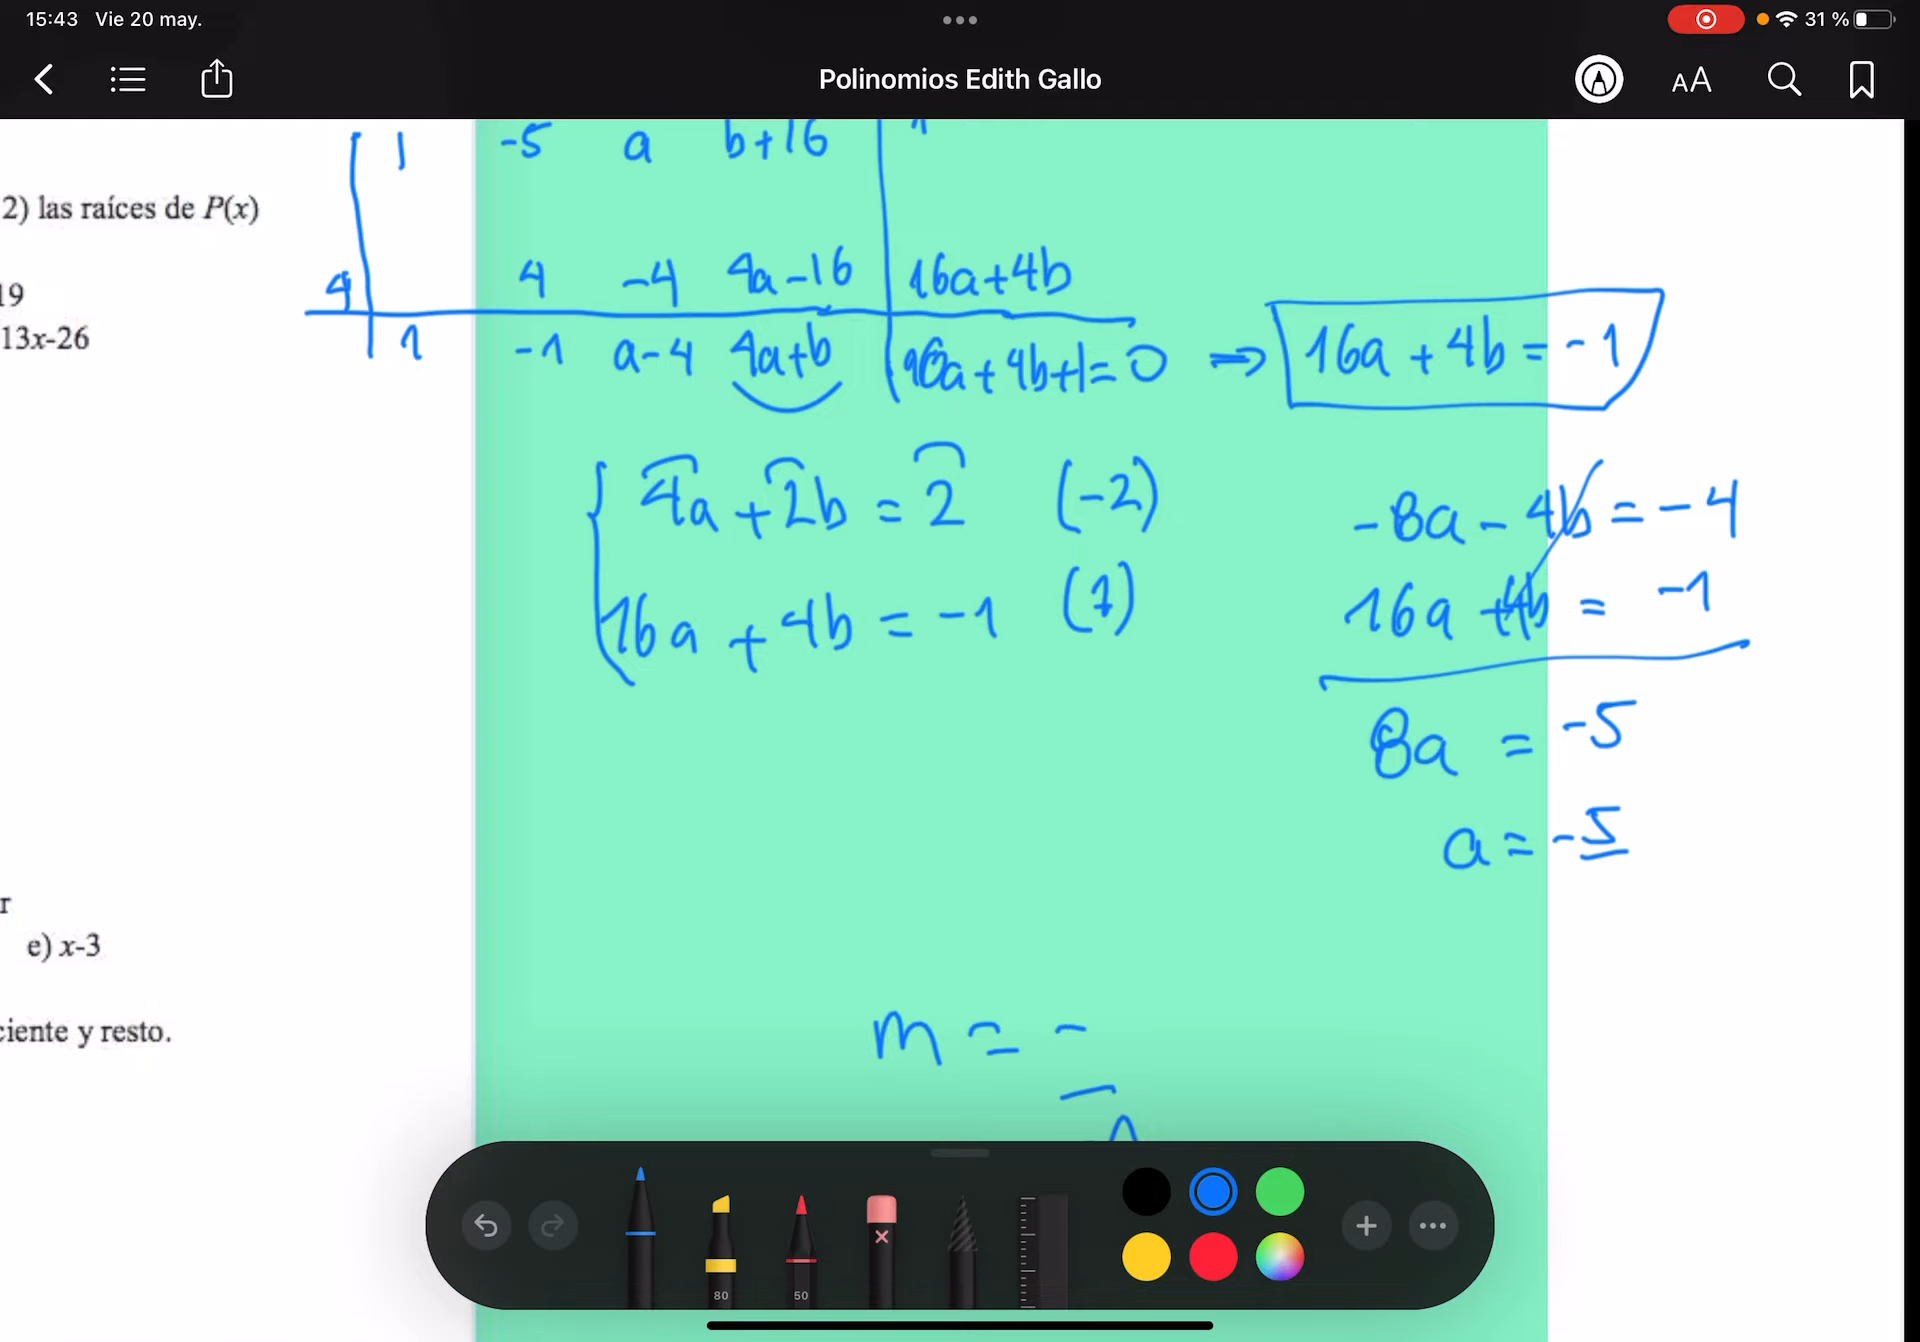 15:43 Vie 20 may.
31 %
Polinomios Edith Gallo
AA
1 -5 a b+16 1
2) las raíces de P(x)
4 4 -4 4a-16 16a+4b
19
13x-26
1 -1 a-4 4a+b 16a+4b+1=0 ⇒ 16a+4b=-1
4a+2b=2 (-2)
-8a-4b=-4
16a+4b=-1 (1)
16a+4b=-1
8a=-5
a=-5
r
e) x-3
ciente y resto.
m=-
80 50